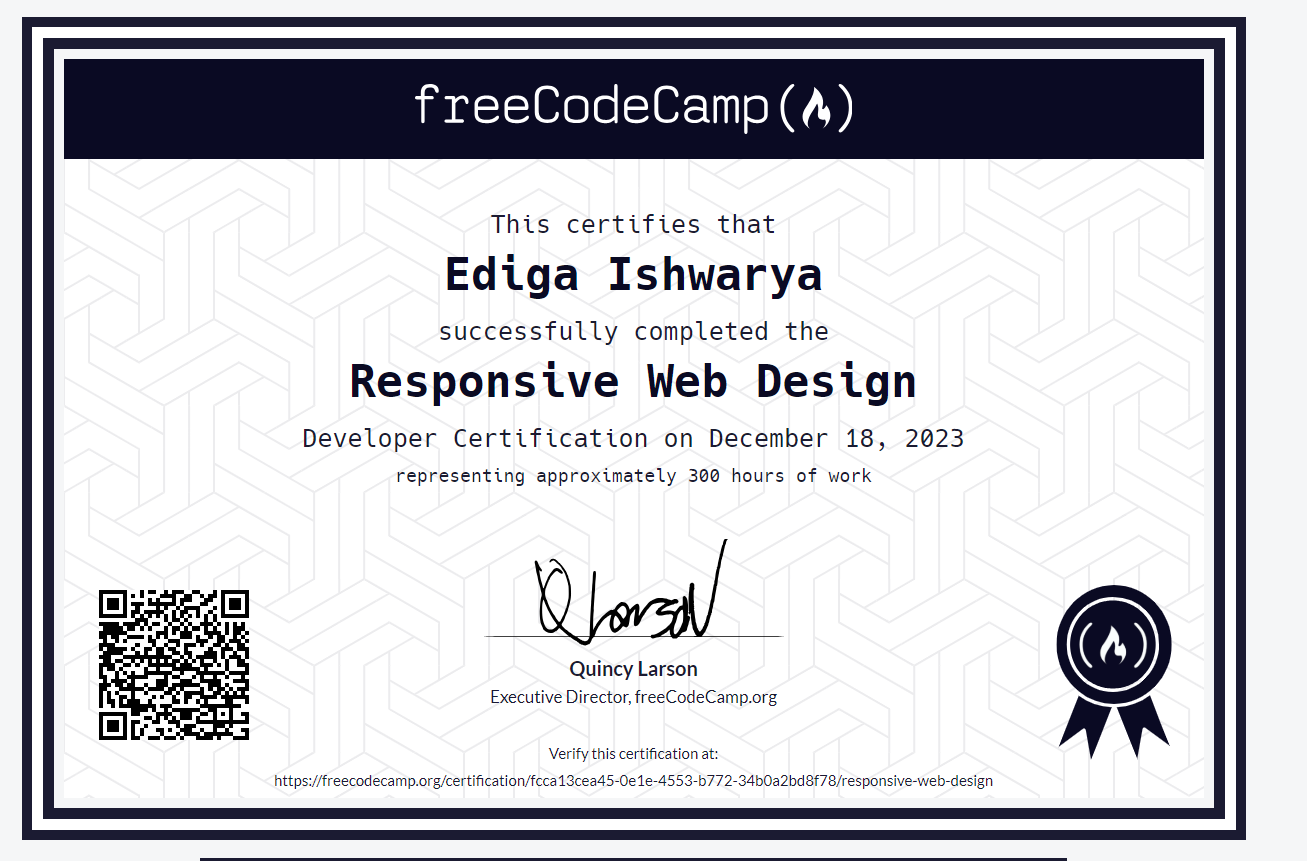 freeCodeCamp
This certifies that
Ediga Ishwarya
successfully completed the
Responsive Web Design
Developer Certification on December 18, 2023
representing approximately 300 hours of work
Q Larson
Quincy Larson
Executive Director, freeCodeCamp.org
Verify this certification at:
https://freecodecamp.org/certification/fcca13cea45-0e1e-4553-b772-34b0a2bd8f78/responsive-web-design